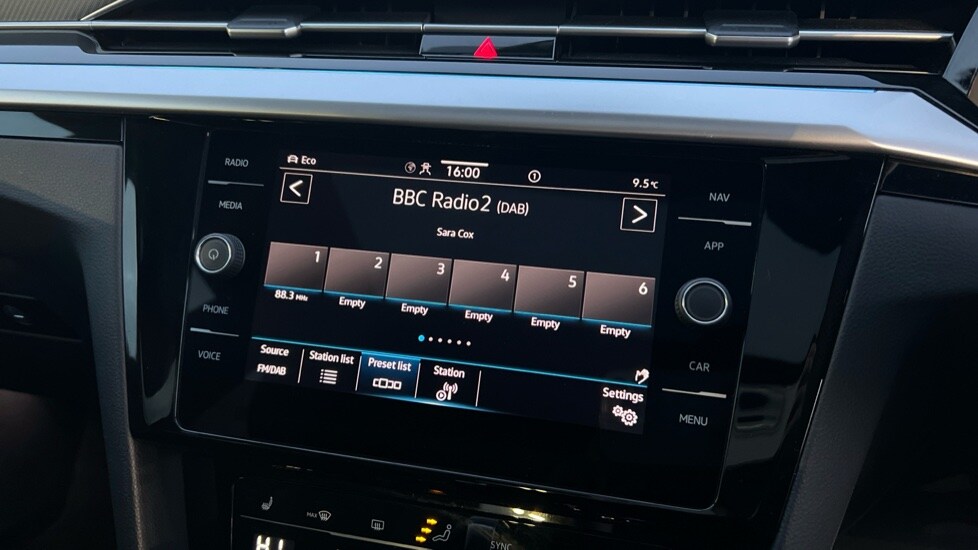 RADIO
MEDIA
PHONE
VOICE
Eco
16:00
1
9.5°C
<
BBC Radio2 (DAB)
>
Sara Cox
1
2
3
4
5
6
88.3 MHz
Empty
Empty
Empty
Empty
Empty
Source
FM/DAB
Station list
Preset list
Station
Settings
NAV
APP
CAR
MENU
MAX
SYNC